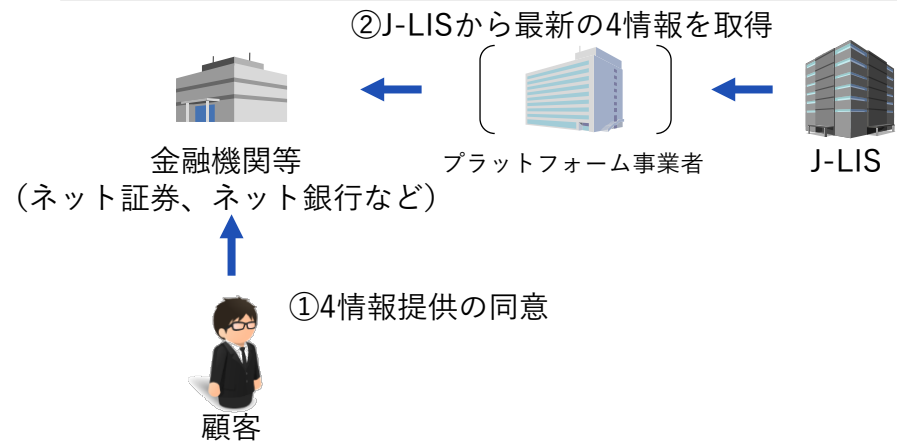 ②J-LISから最新の4情報を取得
金融機関等
（ネット証券、ネット銀行など）
プラットフォーム事業者
J-LIS
①4情報提供の同意
顧客